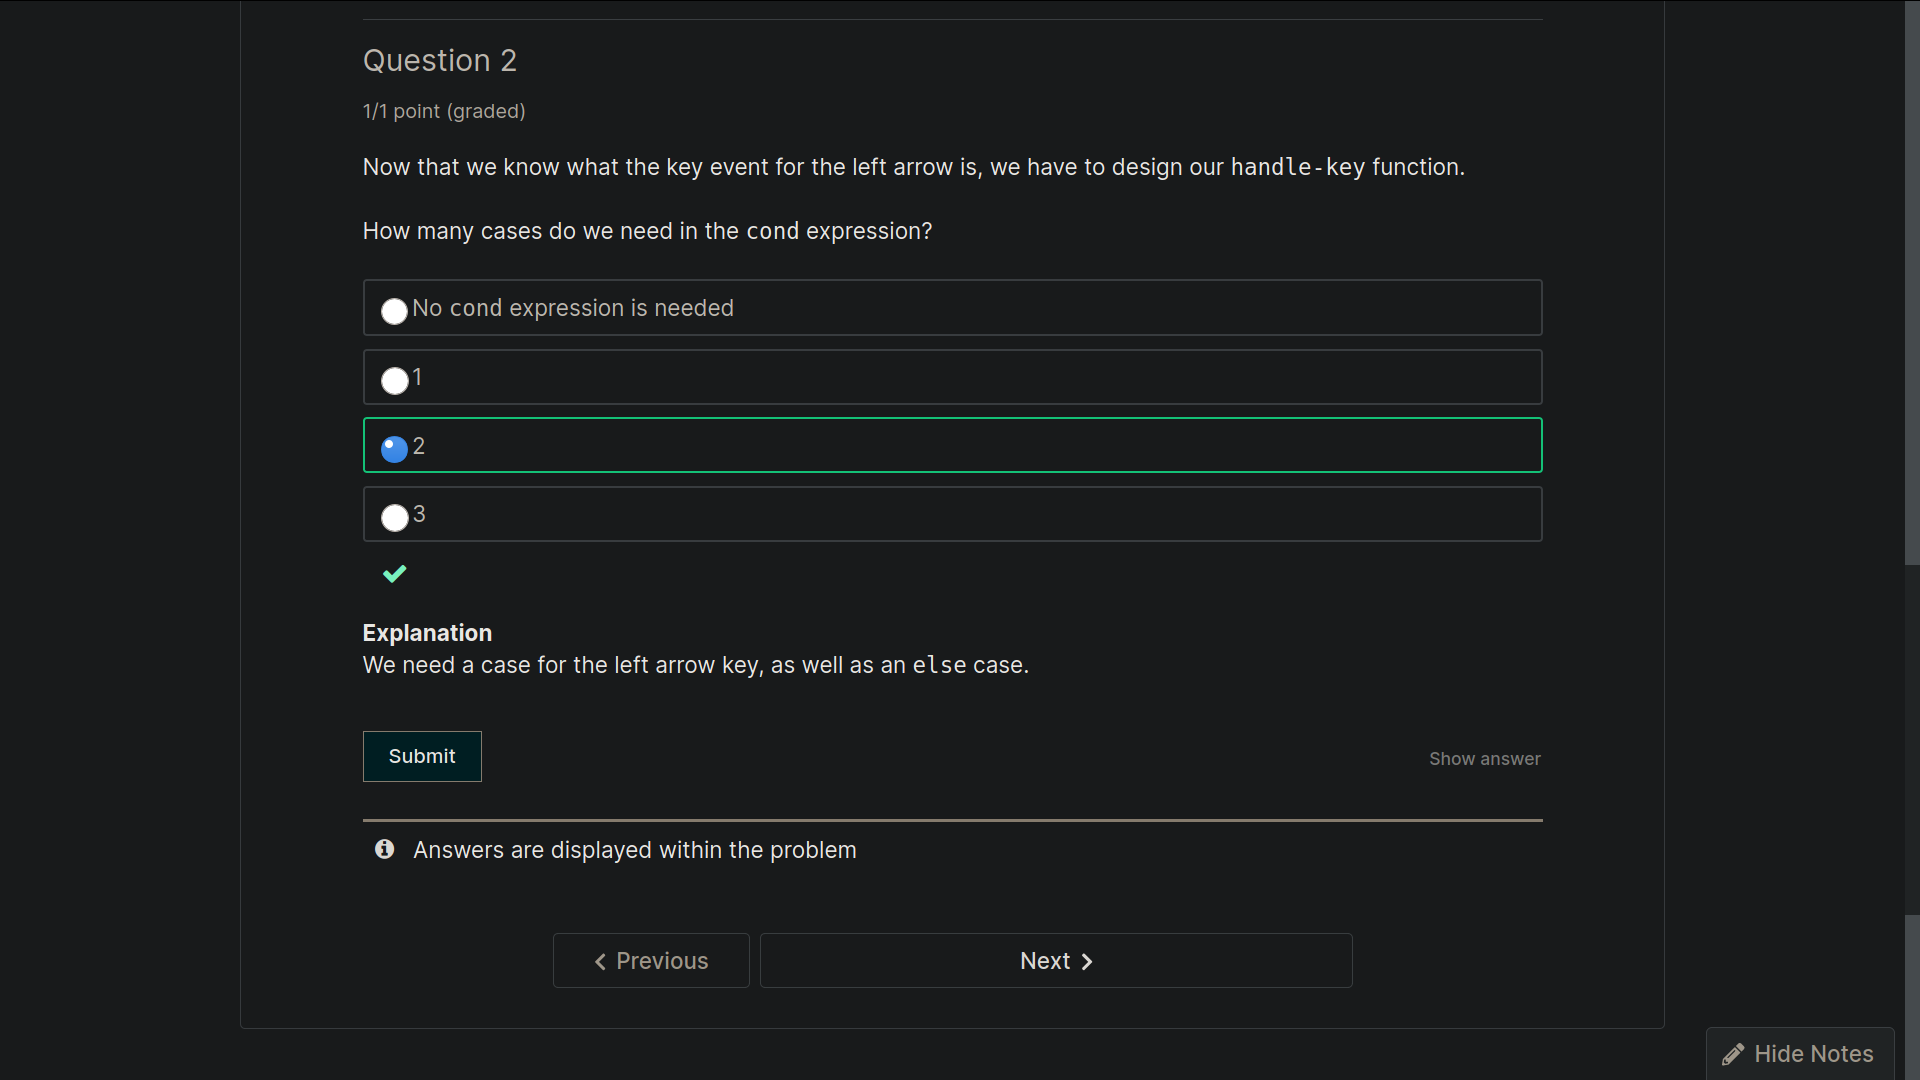 Question 2
1/1 point (graded)
Now that we know what the key event for the left arrow is, we have to design our handle-key function.
How many cases do we need in the cond expression?
No cond expression is needed
1
2
3
Explanation
We need a case for the left arrow key, as well as an else case.
Submit
Show answer
Answers are displayed within the problem
Previous
Next
Hide Notes